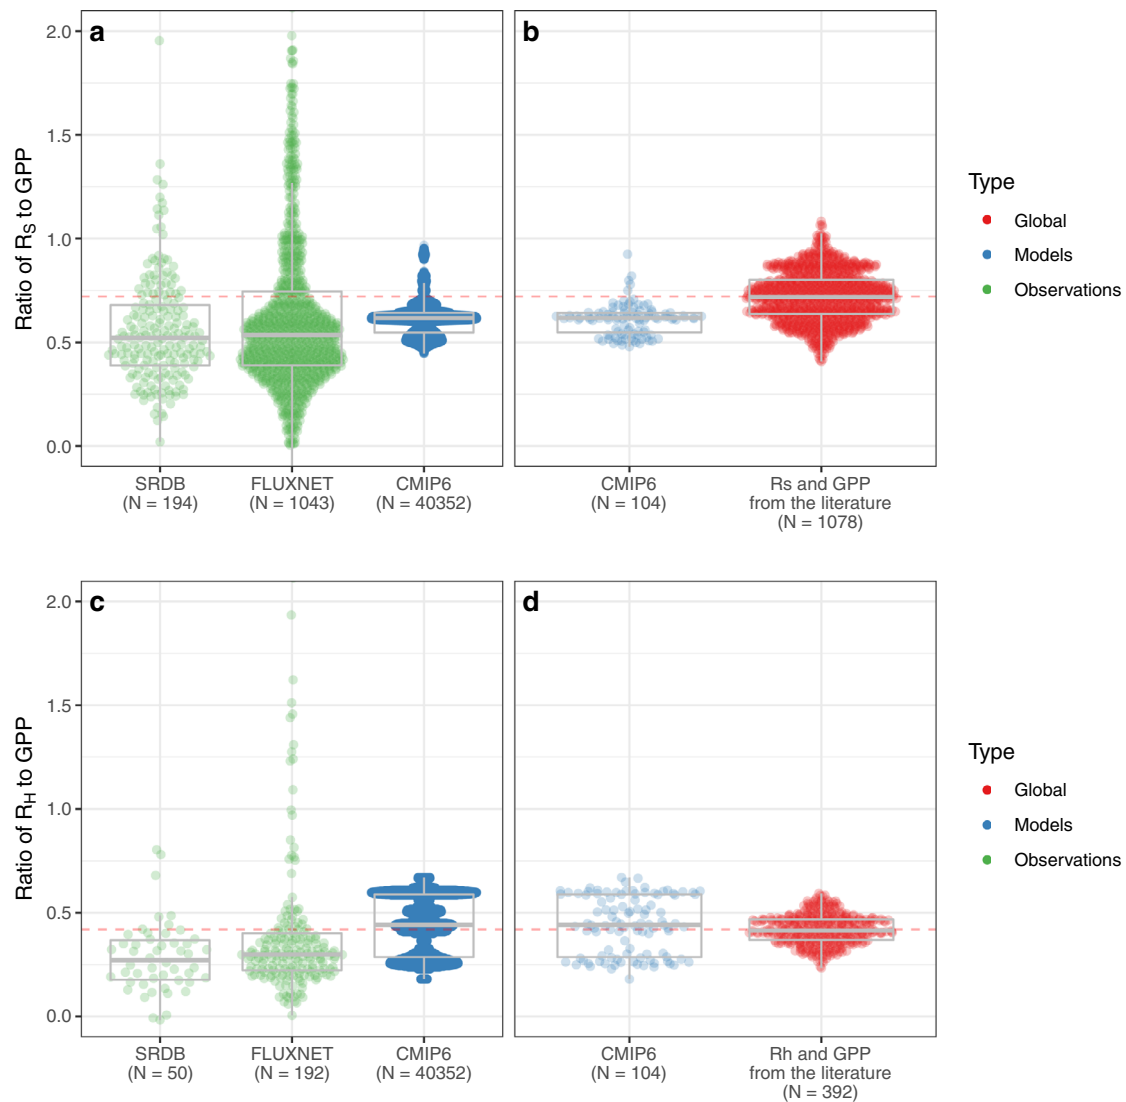 a
b
Ratio of RS to GPP
2.0
1.5
1.0
0.5
0.0
SRDB
(N = 194)
FLUXNET
(N = 1043)
CMIP6
(N = 40352)
CMIP6
(N = 104)
Rs and GPP
from the literature
(N = 1078)
Type
Global
Models
Observations
c
d
Ratio of RH to GPP
2.0
1.5
1.0
0.5
0.0
SRDB
(N = 50)
FLUXNET
(N = 192)
CMIP6
(N = 40352)
CMIP6
(N = 104)
Rh and GPP
from the literature
(N = 392)
Type
Global
Models
Observations